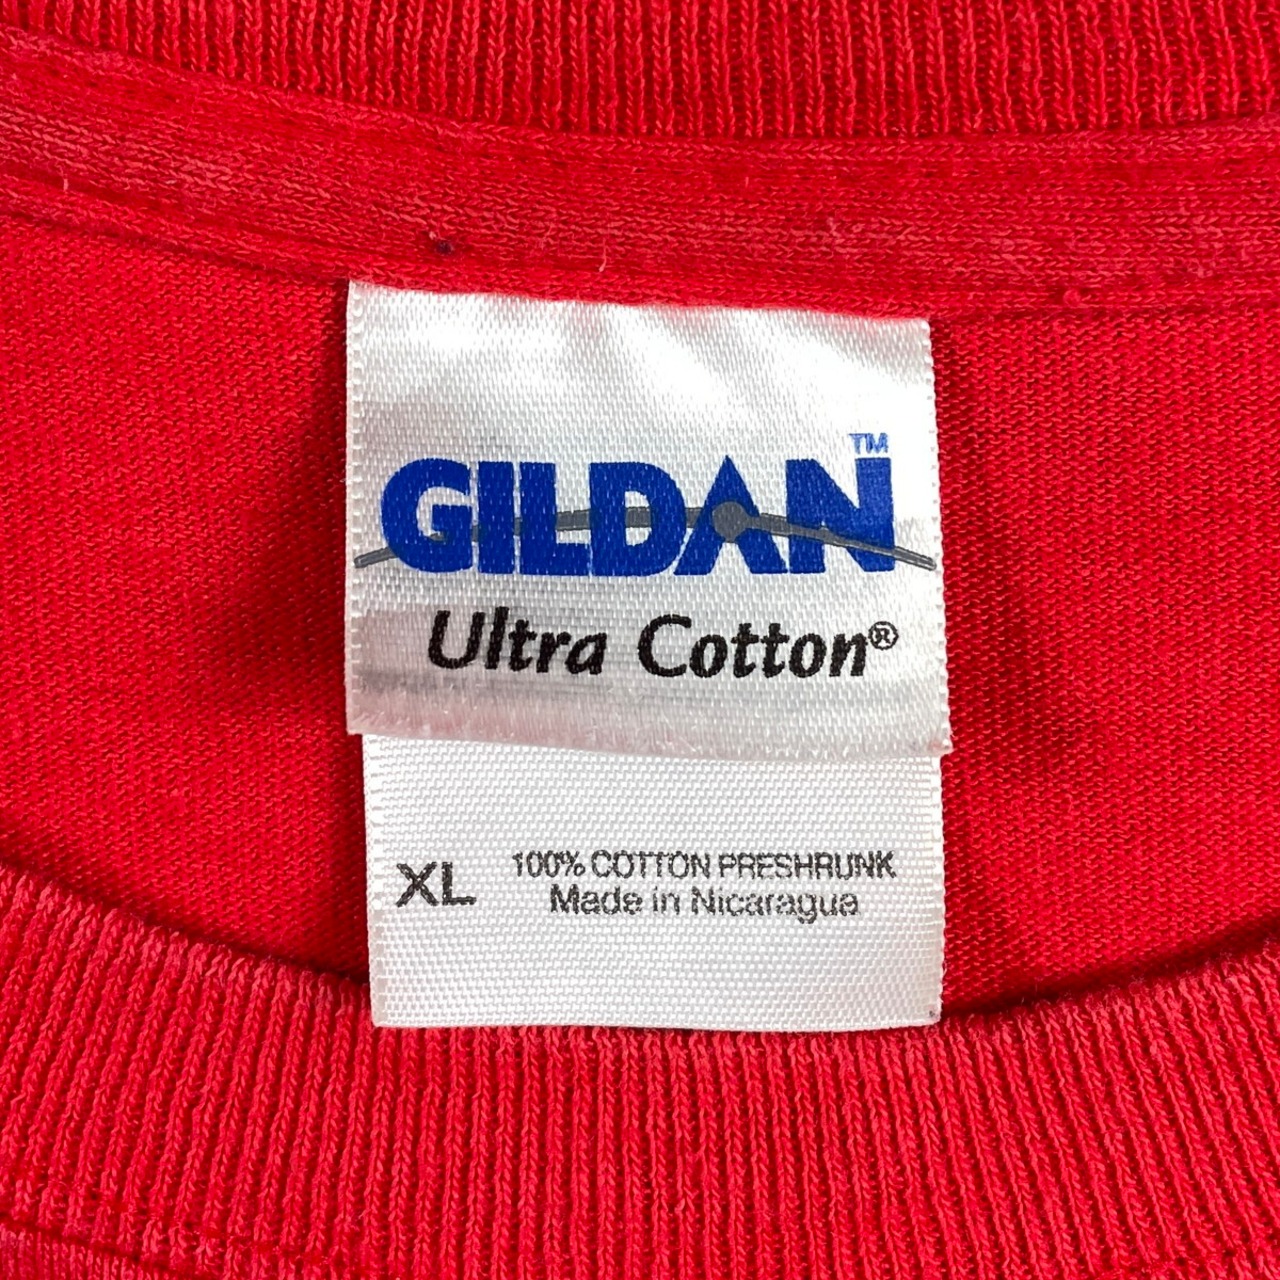 GILDAN™
Ultra Cotton®
XL
100% COTTON PRESHRUNK
Made in Nicaragua